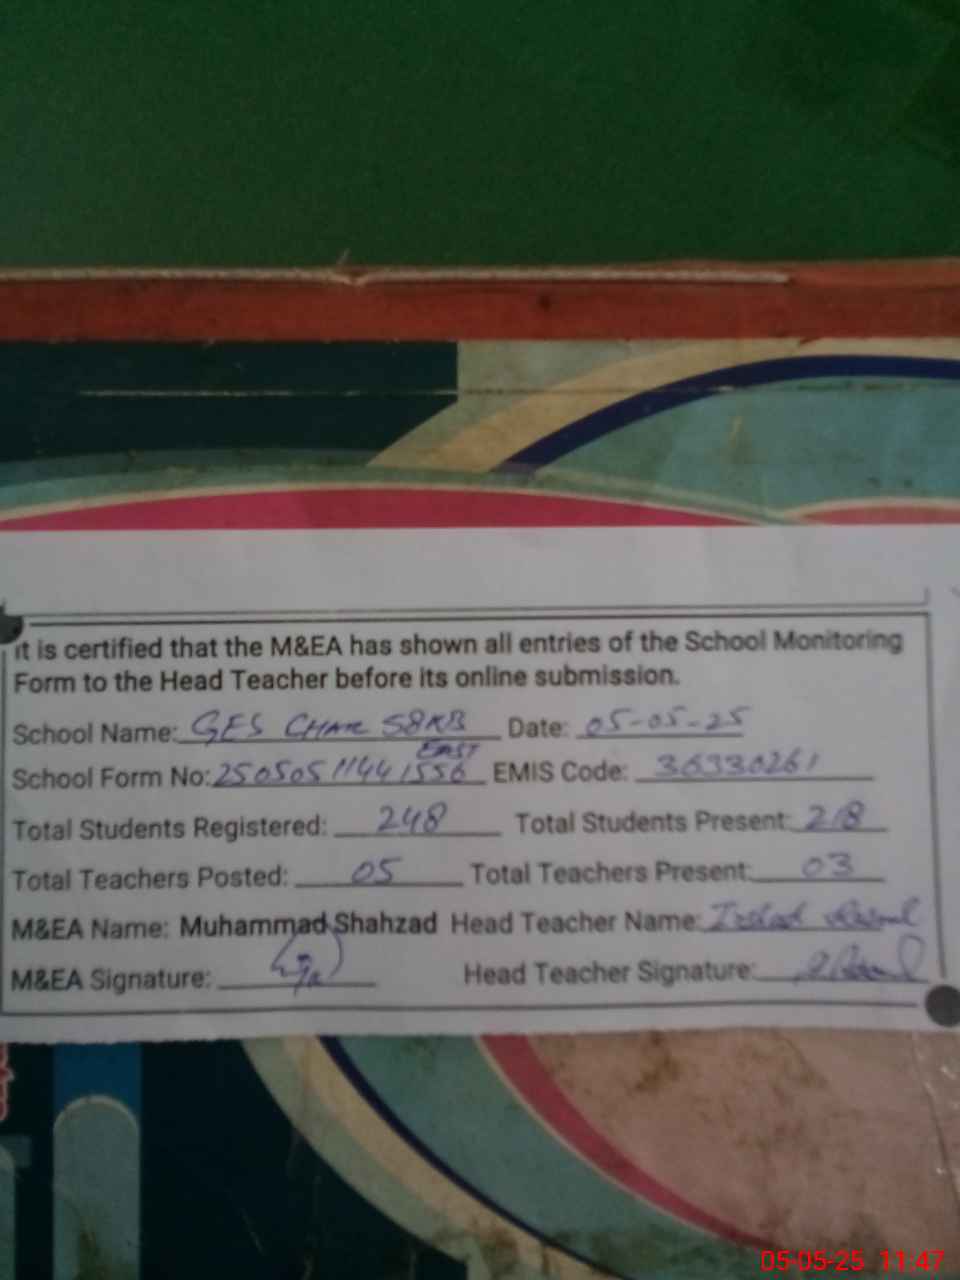 It is certified that the M&EA has shown all entries of the School Monitoring
Form to the Head Teacher before its online submission.
School Name: GES CHAK 58KB EAST Date: 05-05-25
School Form No: 25050511441556 EMIS Code: 36330261
Total Students Registered: 248 Total Students Present: 218
Total Teachers Posted: 05 Total Teachers Present: 03
M&EA Name: Muhammad Shahzad Head Teacher Name: Irshad Rasul
M&EA Signature: Head Teacher Signature:
05-05-25 11:47